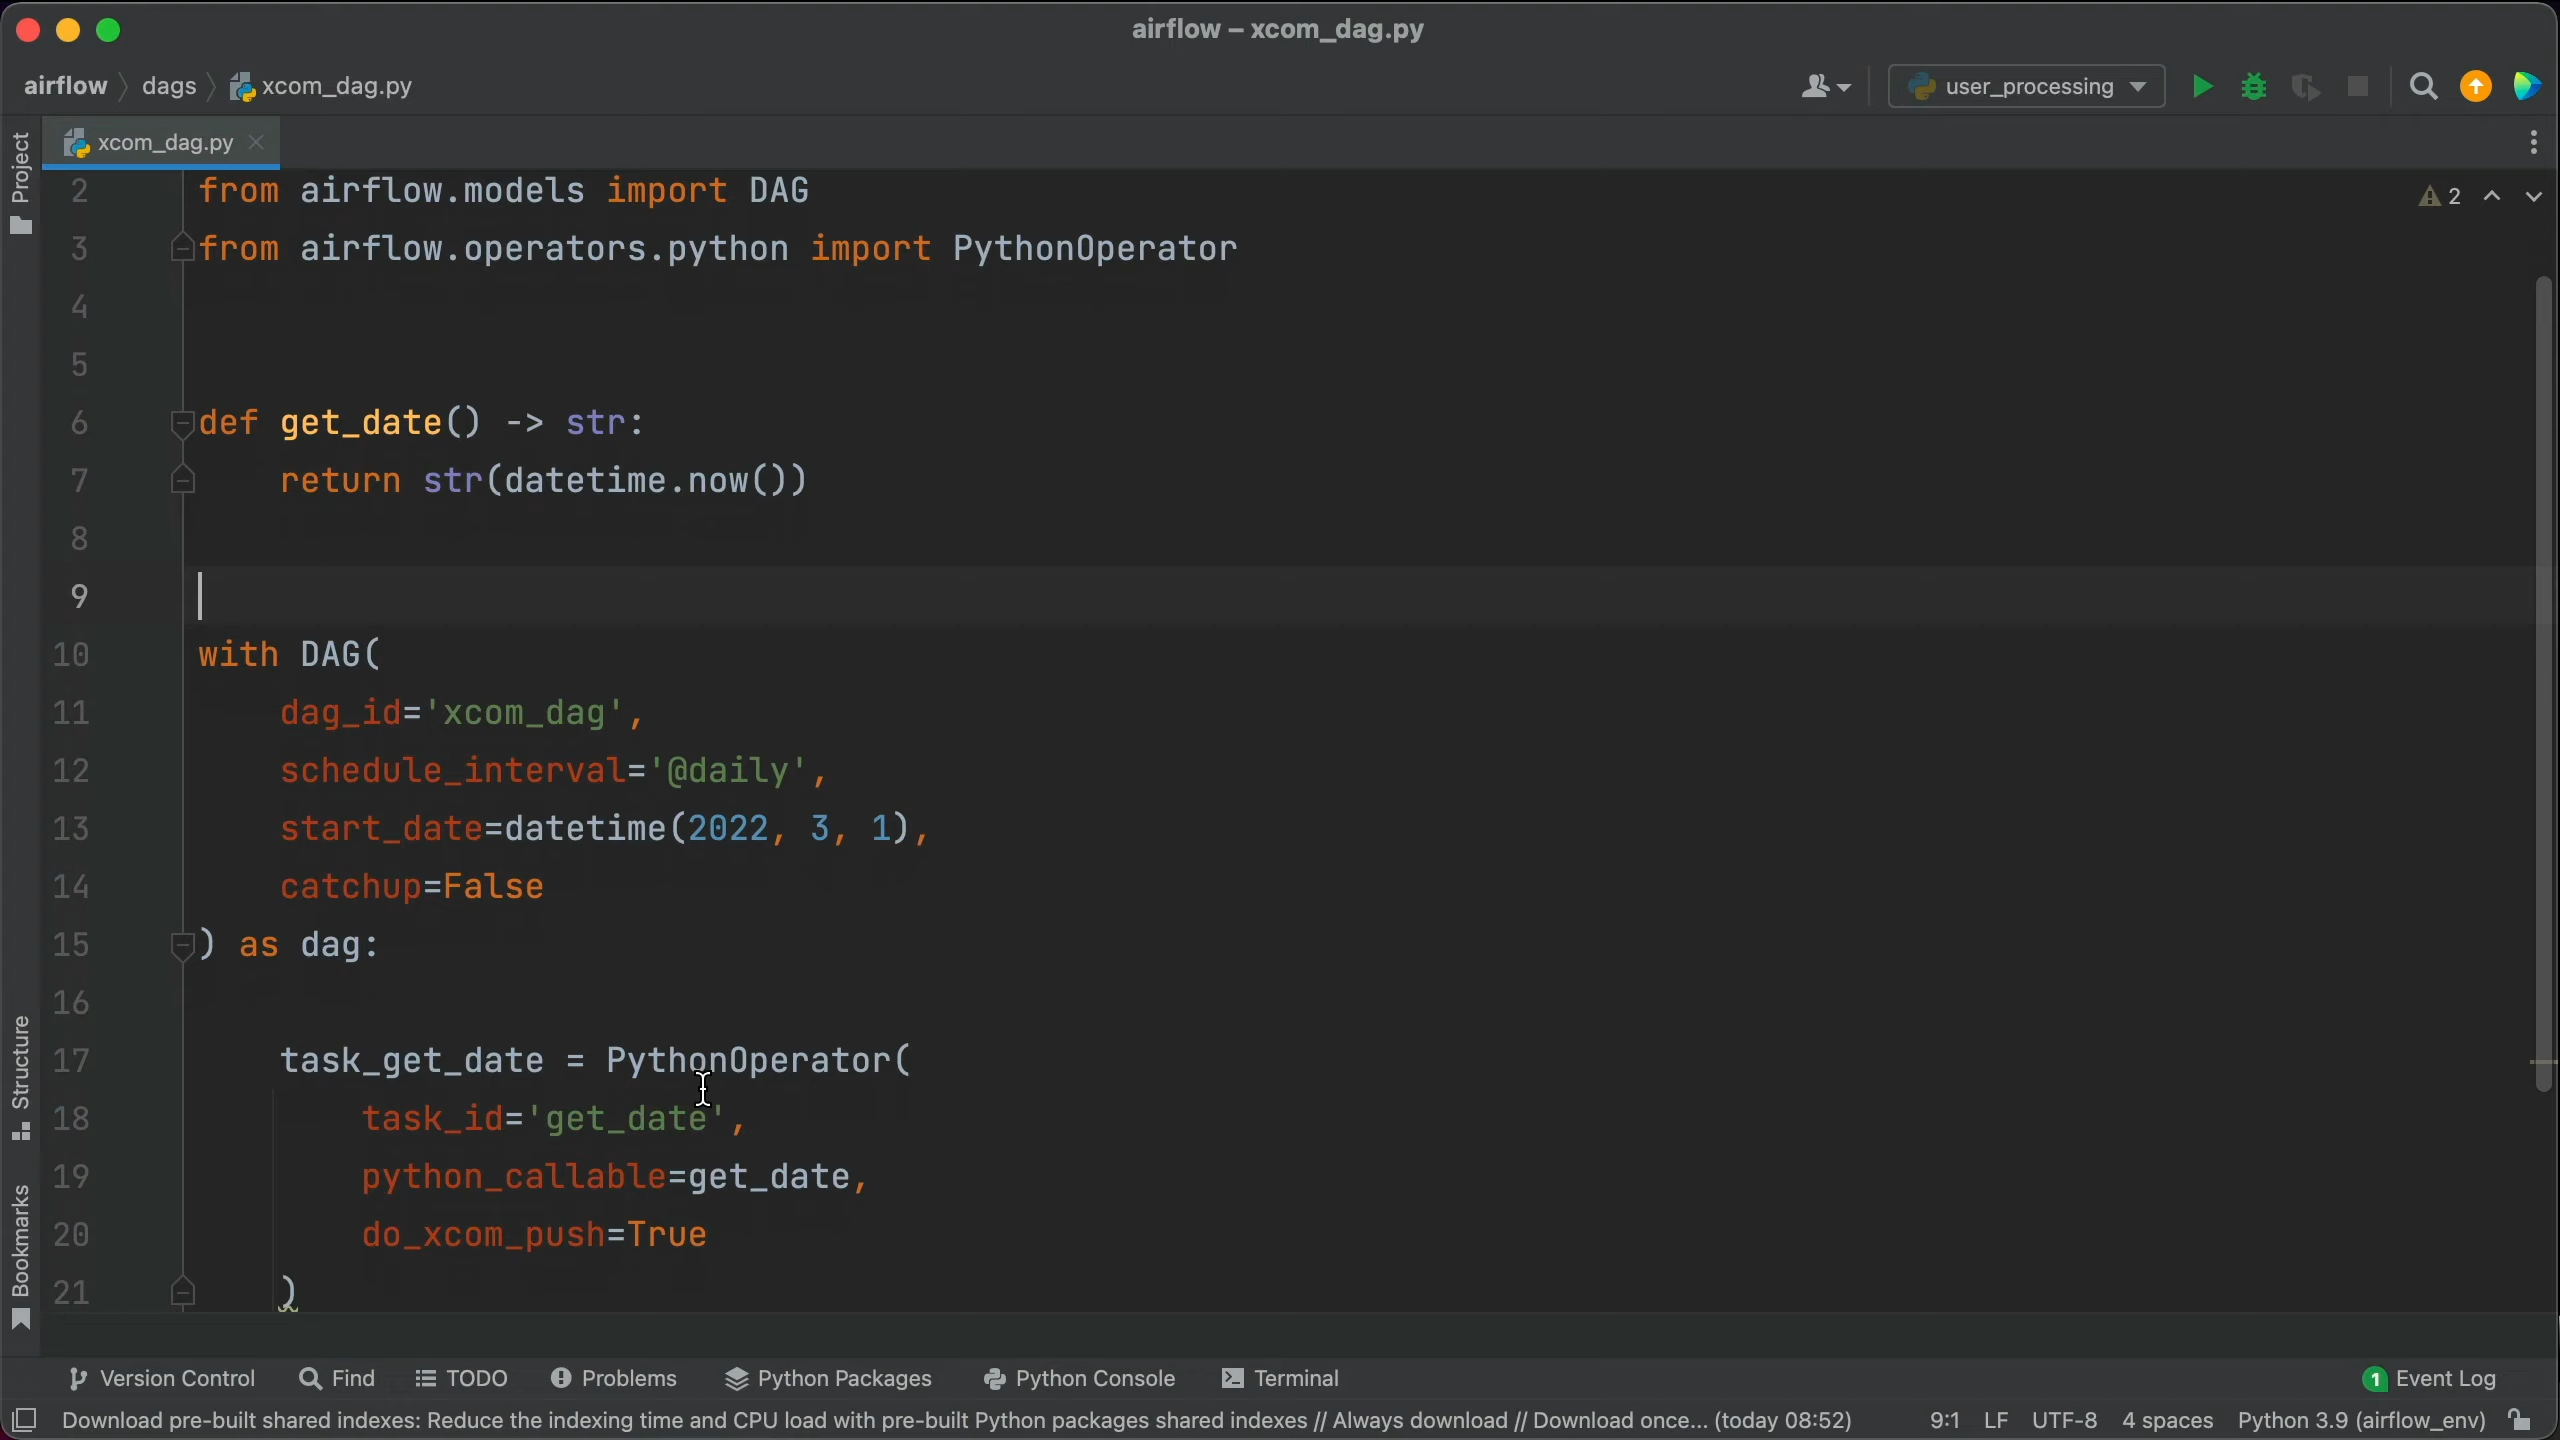 airflow – xcom_dag.py
airflow dags xcom_dag.py user_processing
xcom_dag.py
Project
2 from airflow.models import DAG
2
3 from airflow.operators.python import PythonOperator
4
5
6 def get_date() -> str:
7     return str(datetime.now())
8
9
10 with DAG(
11     dag_id='xcom_dag',
12     schedule_interval='@daily',
13     start_date=datetime(2022, 3, 1),
14     catchup=False
15 ) as dag:
16
17     task_get_date = PythonOperator(
18         task_id='get_date',
19         python_callable=get_date,
20         do_xcom_push=True
21     )
Structure
Bookmarks
Version Control Find TODO Problems Python Packages Python Console Terminal 1 Event Log
Download pre-built shared indexes: Reduce the indexing time and CPU load with pre-built Python packages shared indexes // Always download // Download once... (today 08:52) 9:1 LF UTF-8 4 spaces Python 3.9 (airflow_env)